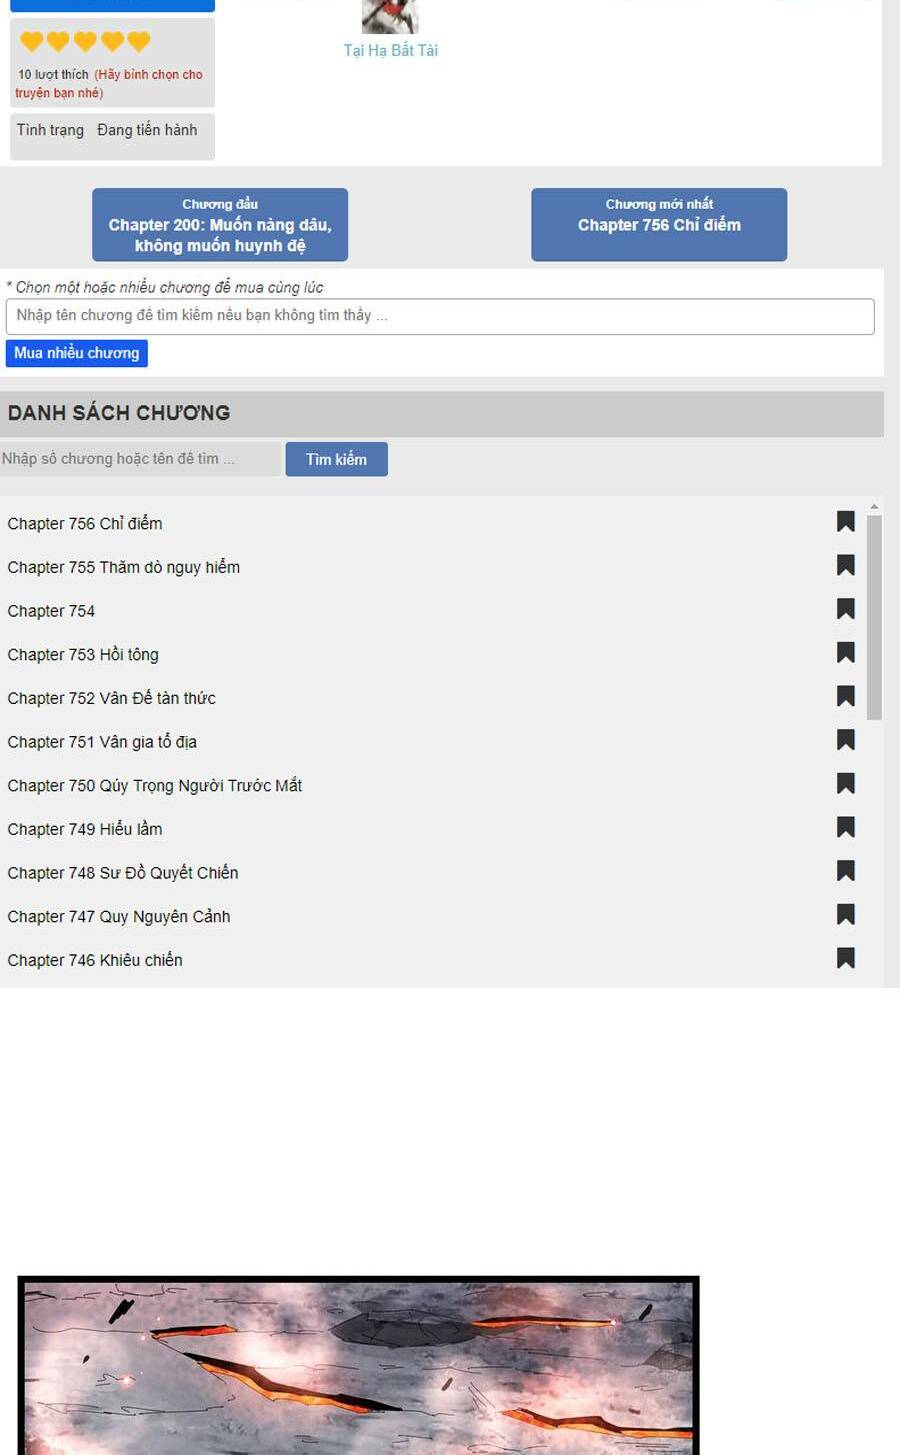 Tại Hạ Bất Tài
10 lượt thích (Hãy bình chọn cho
truyện bạn nhé)
Tình trạng Đang tiến hành
Chương đầu
Chapter 200: Muốn nàng dâu,
không muốn huynh đệ
Chương mới nhất
Chapter 756 Chỉ điểm
* Chọn một hoặc nhiều chương để mua cùng lúc
Nhập tên chương để tìm kiếm nếu bạn không tìm thấy ...
Mua nhiều chương
DANH SÁCH CHƯƠNG
Nhập số chương hoặc tên để tìm ...
Tìm kiếm
Chapter 756 Chỉ điểm
Chapter 755 Thăm dò nguy hiểm
Chapter 754
Chapter 753 Hồi tông
Chapter 752 Vân Đế tàn thức
Chapter 751 Vân gia tổ địa
Chapter 750 Qúy Trọng Người Trước Mắt
Chapter 749 Hiểu lầm
Chapter 748 Sư Đồ Quyết Chiến
Chapter 747 Quy Nguyên Cảnh
Chapter 746 Khiêu chiến